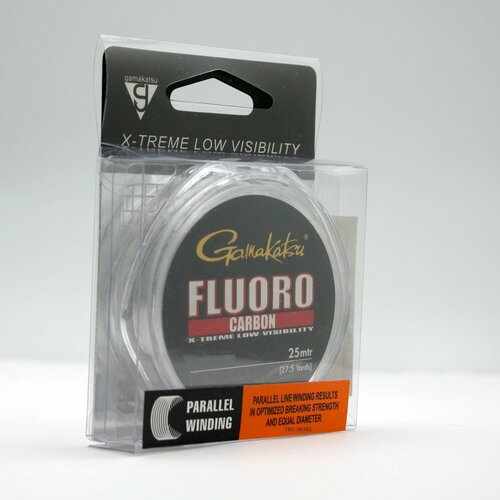 gamakatsu
X-TREME LOW VISIBILITY
Gamakatsu®
FLUORO
CARBON
X-TREME LOW VISIBILITY
25mtr
[27.5 Yards]
PARALLEL
WINDING
PARALLEL LINE WINDING RESULTS
IN OPTIMIZED BREAKING STRENGTH
AND EQUAL DIAMETER